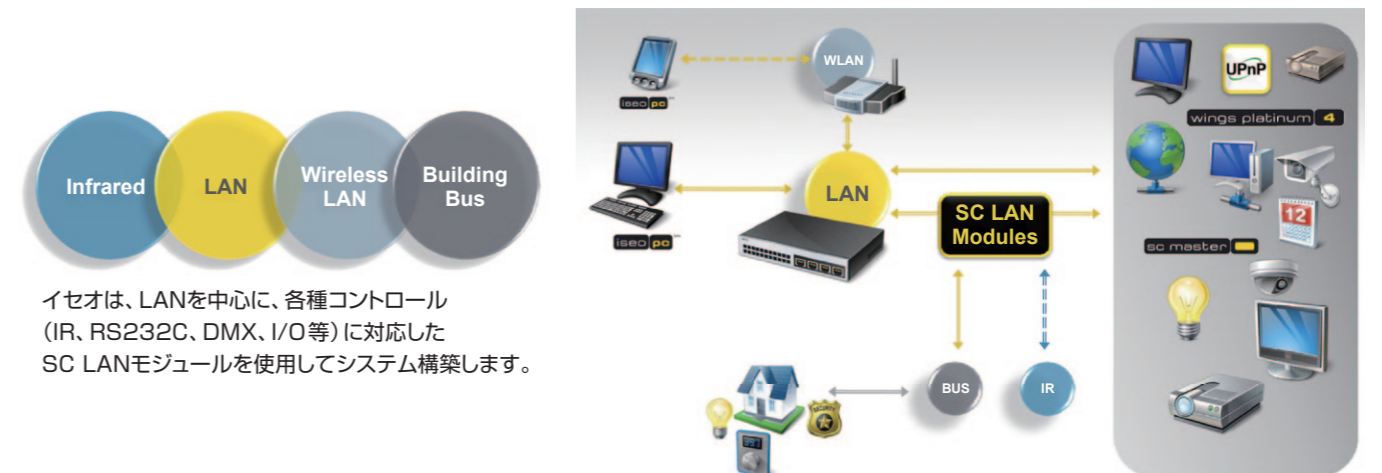 Infrared
LAN
Wireless
LAN
Building
Bus
イセオは、LANを中心に、各種コントロール
（IR、RS232C、DMX、I/O等）に対応した
SC LANモジュールを使用してシステム構築します。
WLAN
iseo pc
iseo pc
LAN
SC LAN
Modules
BUS
IR
SECURITY
UPnP
wings platinum 4
12
sc master